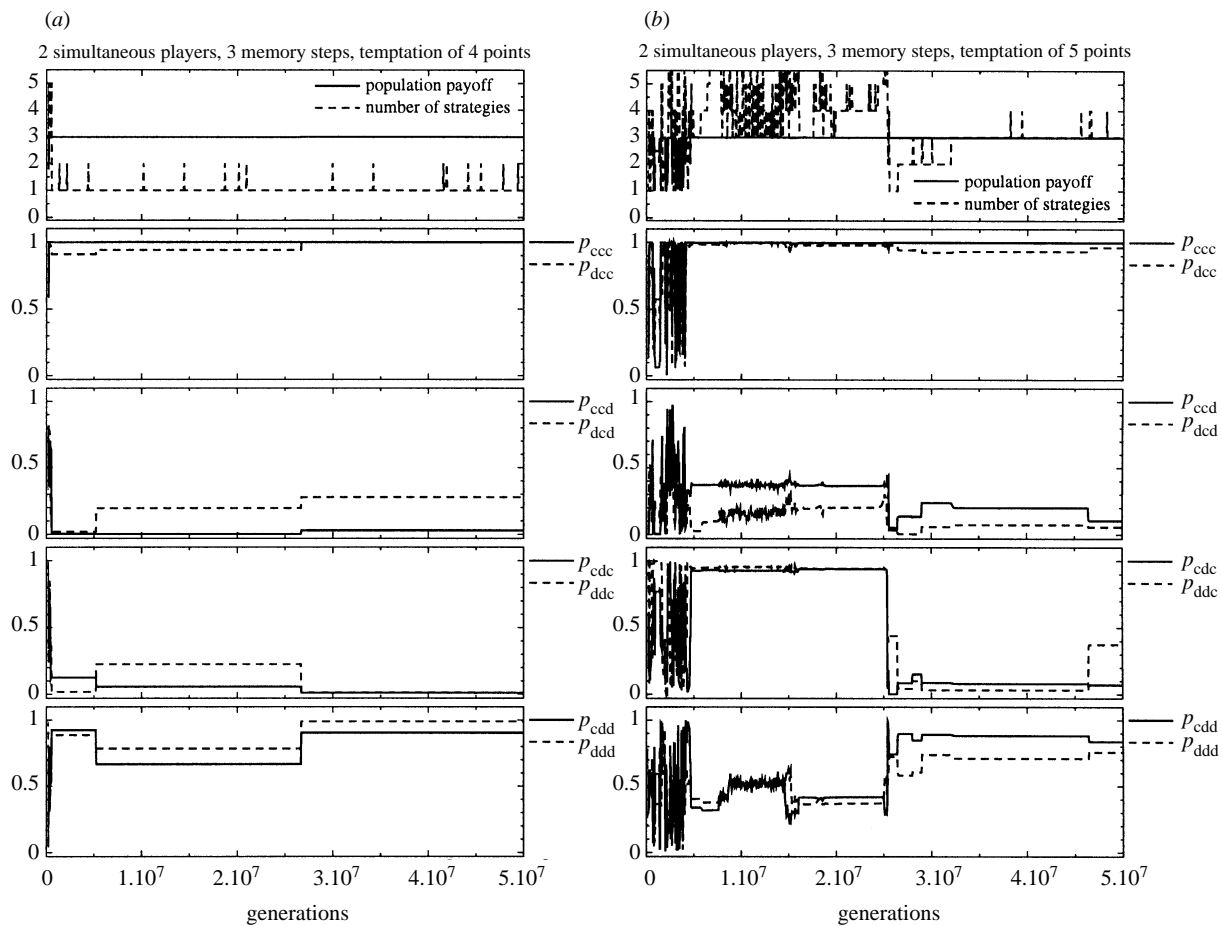 (a)
2 simultaneous players, 3 memory steps, temptation of 4 points
5
4
3
2
1
0
population payoff
number of strategies
1
0.5
0
p_ccc
p_dcc
1
0.5
0
p_ccd
p_dcd
1
0.5
0
p_cdc
p_ddc
1
0.5
0
p_cdd
p_ddd
0
1.10^7
2.10^7
3.10^7
4.10^7
5.10^7
generations
(b)
2 simultaneous players, 3 memory steps, temptation of 5 points
5
4
3
2
1
0
population payoff
number of strategies
1
0.5
0
p_ccc
p_dcc
1
0.5
0
p_ccd
p_dcd
1
0.5
0
p_cdc
p_ddc
1
0.5
0
p_cdd
p_ddd
0
1.10^7
2.10^7
3.10^7
4.10^7
5.10^7
generations